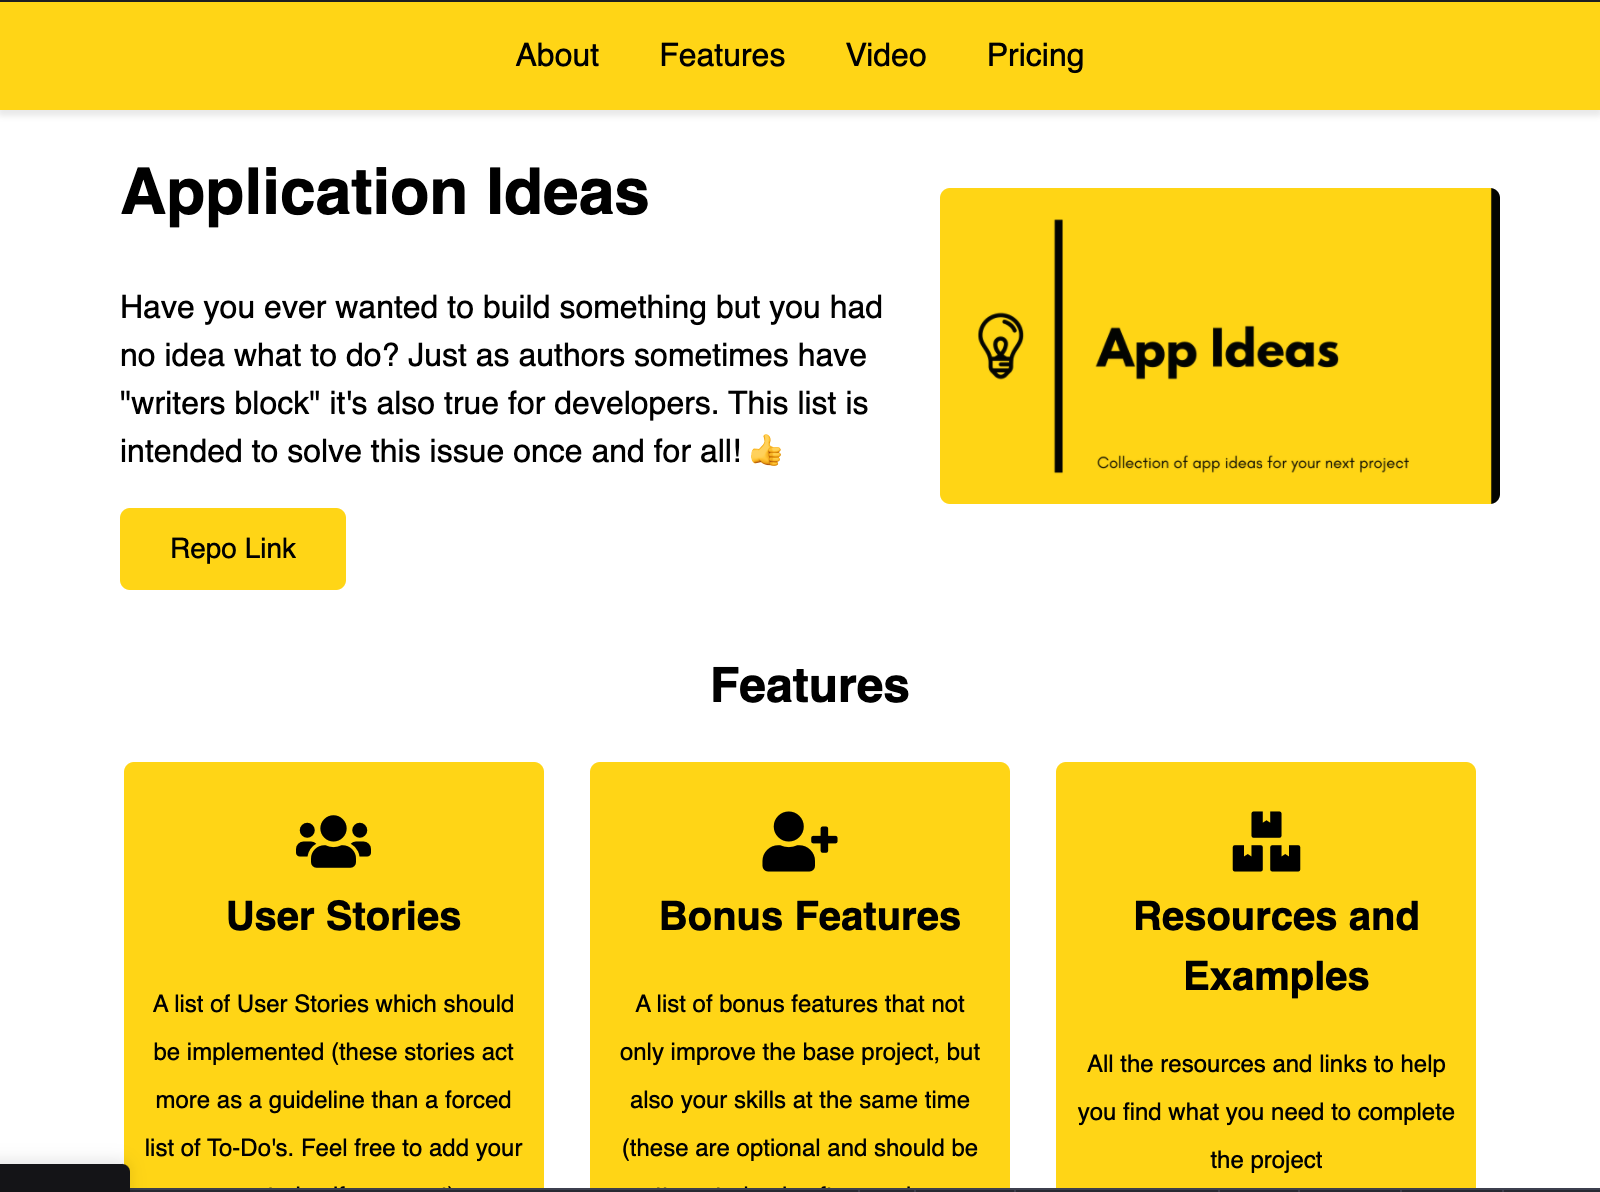 About Features Video Pricing
Application Ideas
Have you ever wanted to build something but you had
no idea what to do? Just as authors sometimes have
"writers block" it's also true for developers. This list is
intended to solve this issue once and for all! 👍
Repo Link
App Ideas
Collection of app ideas for your next project
Features
User Stories
A list of User Stories which should
be implemented (these stories act
more as a guideline than a forced
list of To-Do's. Feel free to add your
Bonus Features
A list of bonus features that not
only improve the base project, but
also your skills at the same time
(these are optional and should be
Resources and
Examples
All the resources and links to help
you find what you need to complete
the project